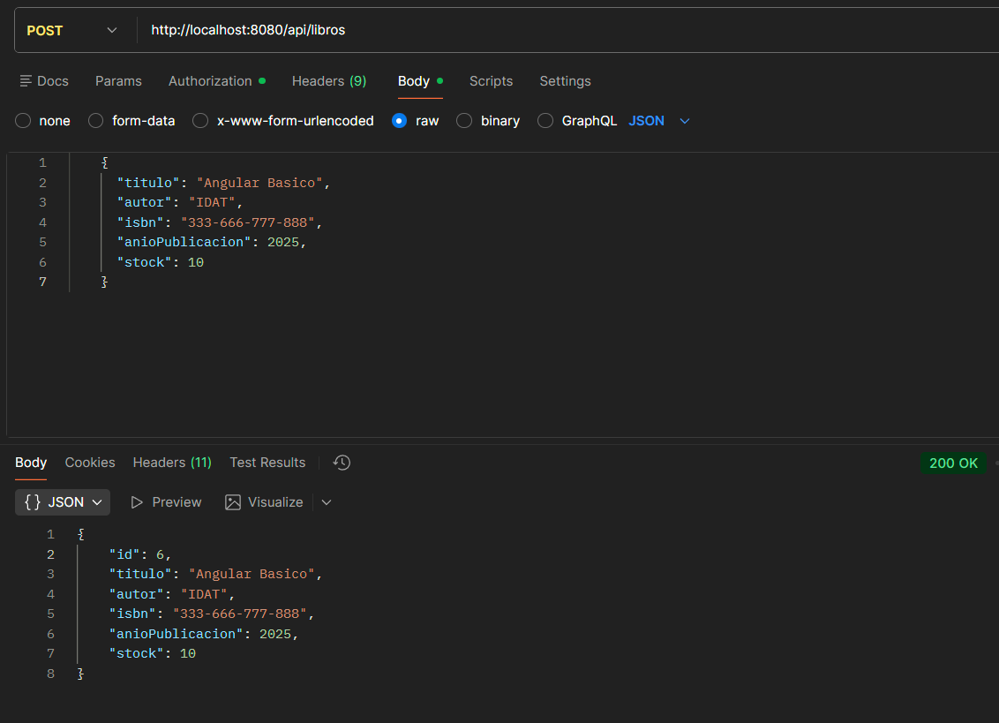 POST http://localhost:8080/api/libros
Docs Params Authorization Headers (9) Body Scripts Settings
none form-data x-www-form-urlencoded raw binary GraphQL JSON
1 {
2 "titulo": "Angular Basico",
3 "autor": "IDAT",
4 "isbn": "333-666-777-888",
5 "anioPublicacion": 2025,
6 "stock": 10
7 }
Body Cookies Headers (11) Test Results 200 OK
{} JSON Preview Visualize
1 {
2 "id": 6,
3 "titulo": "Angular Basico",
4 "autor": "IDAT",
5 "isbn": "333-666-777-888",
6 "anioPublicacion": 2025,
7 "stock": 10
8 }